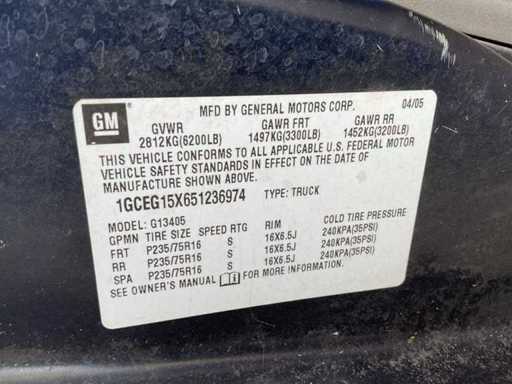 GM
MFD BY GENERAL MOTORS CORP. 04/05
GVWR GAWR FRT GAWR RR
2812KG(6200LB) 1497KG(3300LB) 1452KG(3200LB)
THIS VEHICLE CONFORMS TO ALL APPLICABLE U.S. FEDERAL MOTOR
VEHICLE SAFETY STANDARDS IN EFFECT ON THE DATE OF
MANUFACTURE SHOWN ABOVE.
1GCEG15X651236974 TYPE: TRUCK
MODEL: G13405
GPMN TIRE SIZE SPEED RTG RIM COLD TIRE PRESSURE
FRT P235/75R16 S 16X6.5J 240KPA(35PSI)
RR P235/75R16 S 16X6.5J 240KPA(35PSI)
SPA P235/75R16 S 16X6.5J 240KPA(35PSI)
SEE OWNER'S MANUAL FOR MORE INFORMATION.